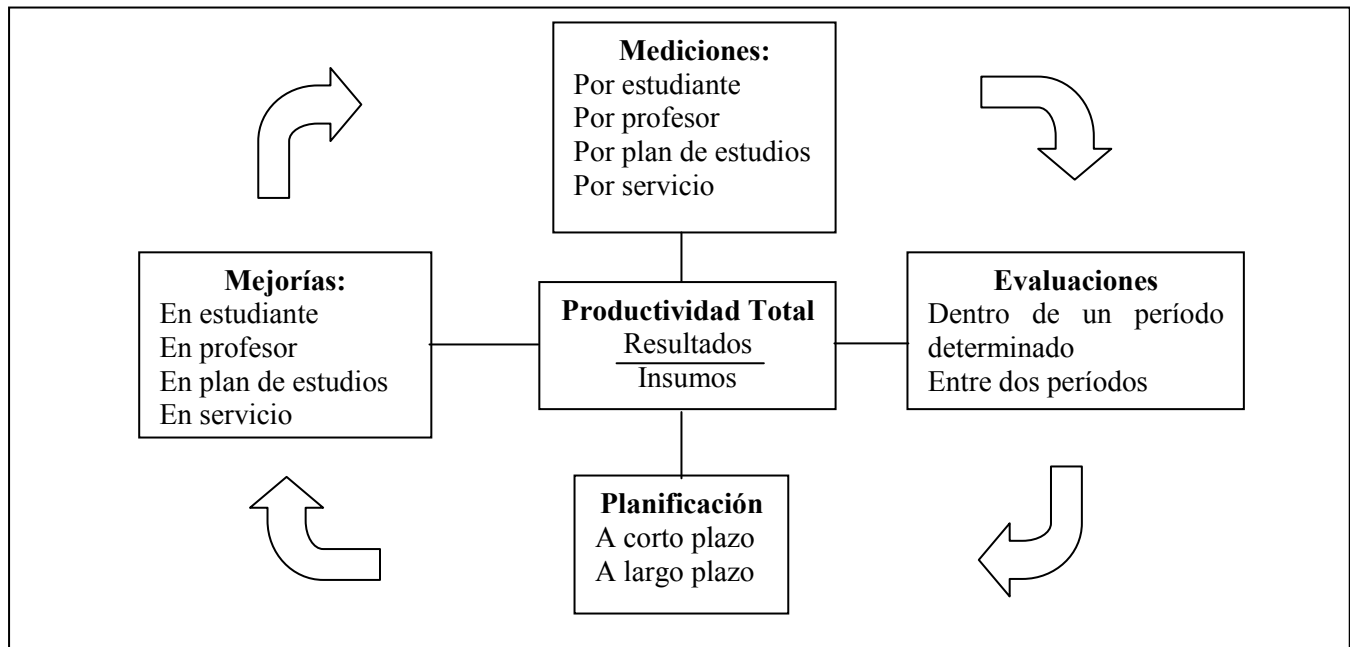 Mediciones:
Por estudiante
Por profesor
Por plan de estudios
Por servicio
Mejorías:
En estudiante
En profesor
En plan de estudios
En servicio
Productividad Total
Resultados
Insumos
Evaluaciones
Dentro de un período
determinado
Entre dos períodos
Planificación
A corto plazo
A largo plazo